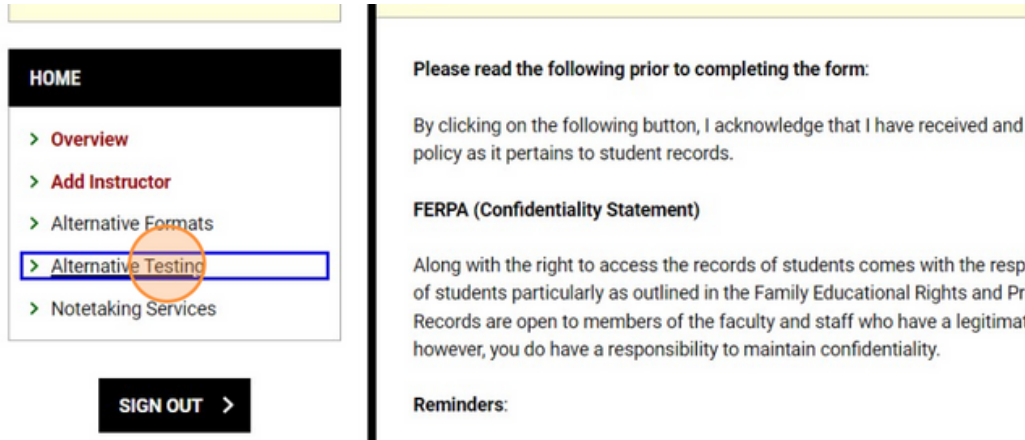 HOME
> Overview
> Add Instructor
> Alternative Formats
> Alternative Testing
> Notetaking Services
SIGN OUT >
Please read the following prior to completing the form:
By clicking on the following button, I acknowledge that I have received and
policy as it pertains to student records.
FERPA (Confidentiality Statement)
Along with the right to access the records of students comes with the resp
of students particularly as outlined in the Family Educational Rights and Pr
Records are open to members of the faculty and staff who have a legitimat
however, you do have a responsibility to maintain confidentiality.
Reminders: